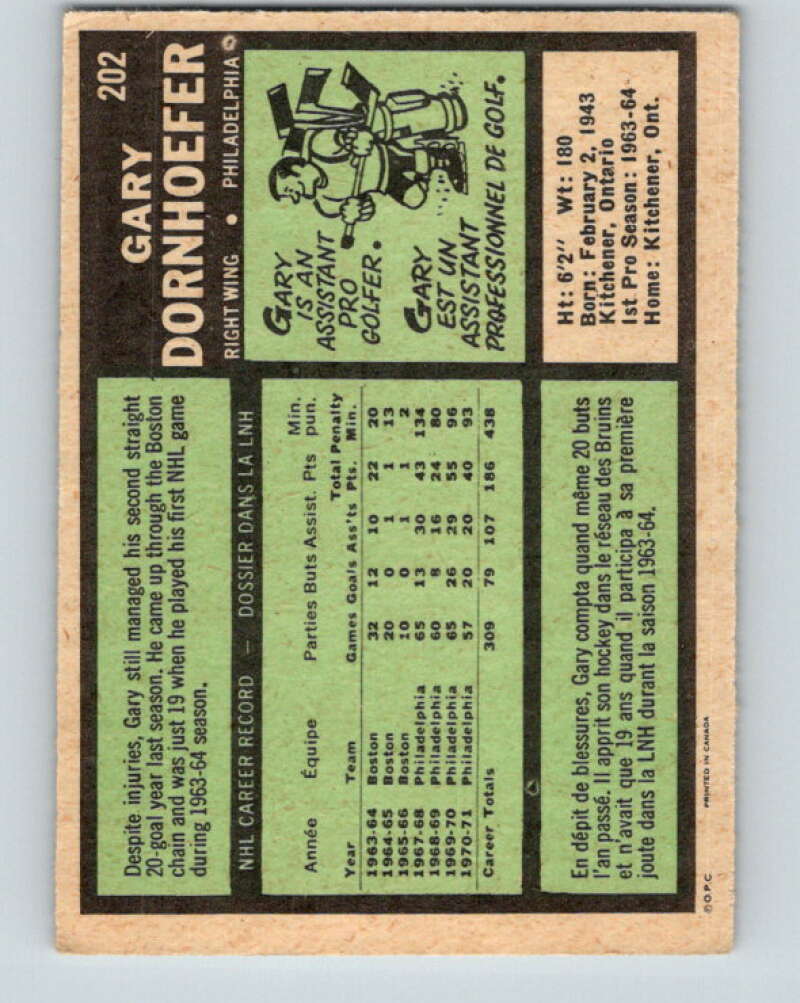 202
GARY
DORNHOEFER
RIGHT WING • PHILADELPHIA
Despite injuries, Gary still managed his second straight
20-goal year last season. He came up through the Boston
chain and was just 19 when he played his first NHL game
during 1963-64 season.
GARY
IS AN
ASSISTANT
PRO
GOLFER.
GARY
EST UN
ASSISTANT
PROFESSIONNEL DE GOLF.
NHL CAREER RECORD — DOSSIER DANS LA LNH
Min.
Année Équipe Parties Buts Assist. Pts pun.
Total Penalty
Year Team Games Goals Ass'ts Pts. Min.
1963-64 Boston 32 12 10 22 20
1964-65 Boston 20 0 1 1 13
1965-66 Boston 10 0 1 1 2
1967-68 Philadelphia 65 13 30 43 134
1968-69 Philadelphia 60 8 16 24 80
1969-70 Philadelphia 65 26 29 55 96
1970-71 Philadelphia 57 20 20 40 93
Career Totals 309 79 107 186 438
Ht: 6'2" Wt: 180
Born: February 2, 1943
Kitchener, Ontario
1st Pro Season: 1963-64
Home: Kitchener, Ont.
En dépit de blessures, Gary compta quand même 20 buts
l'an passé. Il apprit son hockey dans le réseau des Bruins
et n'avait que 19 ans quand il participa à sa première
joute dans la LNH durant la saison 1963-64.
© O.P.C. PRINTED IN CANADA